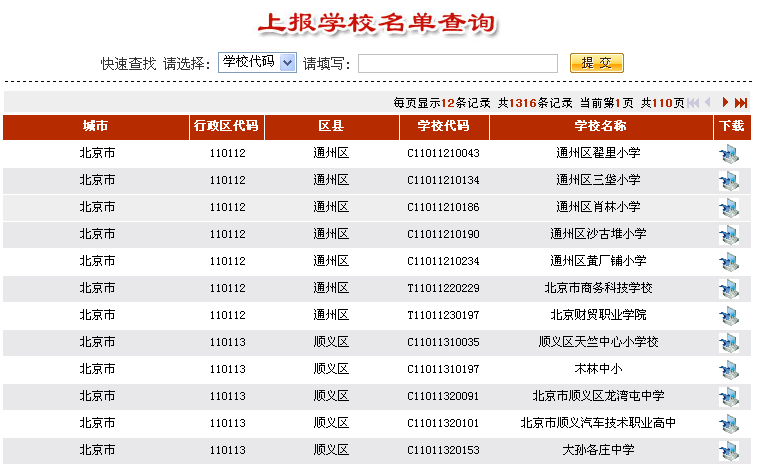 上报学校名单查询
快速查找 请选择： 学校代码 请填写： 提 交
每页显示12条记录 共1316条记录 当前第1页 共110页
城市 行政区代码 区县 学校代码 学校名称 下载
北京市 110112 通州区 C11011210043 通州区翟里小学
北京市 110112 通州区 C11011210134 通州区三垡小学
北京市 110112 通州区 C11011210186 通州区肖林小学
北京市 110112 通州区 C11011210190 通州区沙古堆小学
北京市 110112 通州区 C11011210234 通州区黄厂铺小学
北京市 110112 通州区 T11011220229 北京市商务科技学校
北京市 110112 通州区 T11011230197 北京财贸职业学院
北京市 110113 顺义区 C11011310035 顺义区天竺中心小学校
北京市 110113 顺义区 C11011310197 木林中小
北京市 110113 顺义区 C11011320091 北京市顺义区龙湾屯中学
北京市 110113 顺义区 C11011320101 北京市顺义汽车技术职业高中
北京市 110113 顺义区 C11011320153 大孙各庄中学